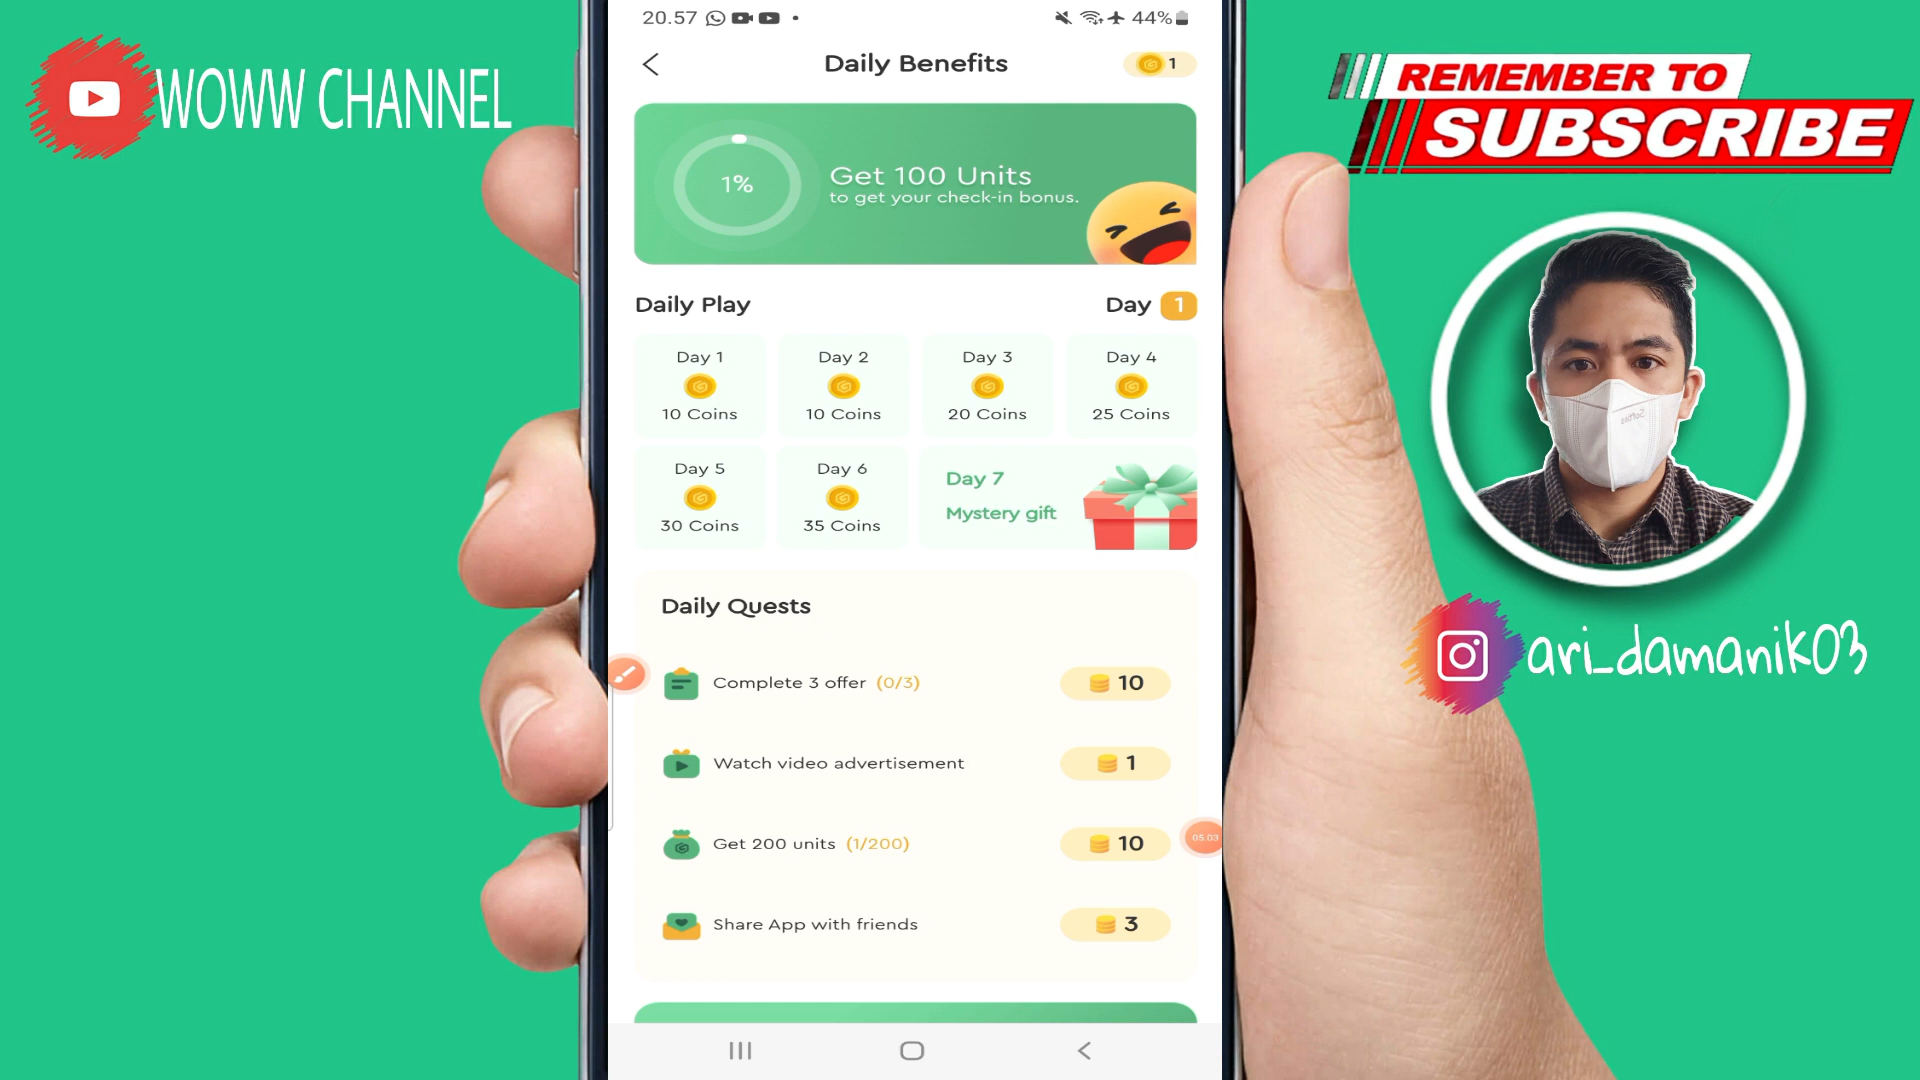 WOWW CHANNEL
REMEMBER TO
SUBSCRIBE
ari_damanik03
20.57
44%
Daily Benefits
1
1%
Get 100 Units
to get your check-in bonus.
Daily Play
Day 1
Day 1
10 Coins
Day 2
10 Coins
Day 3
20 Coins
Day 4
25 Coins
Day 5
30 Coins
Day 6
35 Coins
Day 7
Mystery gift
Daily Quests
Complete 3 offer (0/3)
10
Watch video advertisement
1
Get 200 units (1/200)
10
05.03
Share App with friends
3